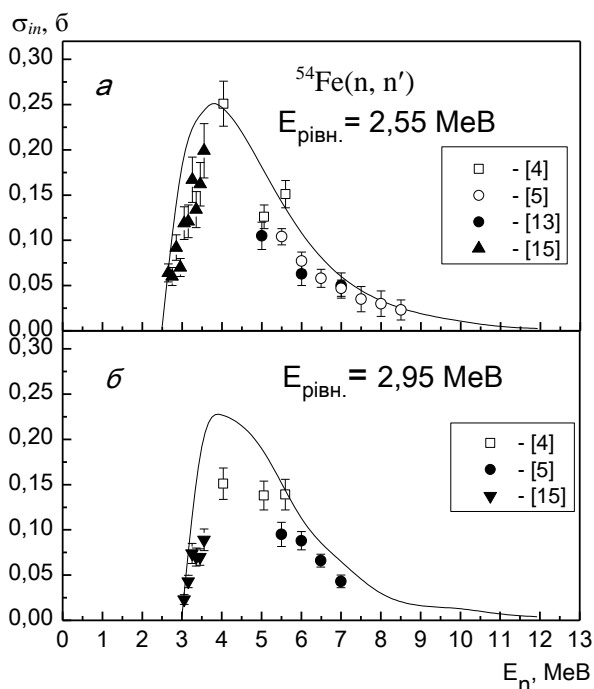 σin, б
0,30
а
54Fe(n, n′)
0,25
Eрівн.= 2,55 МеВ
0,20
□ - [4]
○ - [5]
● - [13]
▲ - [15]
0,15
0,10
0,05
0,00
0,30
б
Eрівн.= 2,95 МеВ
0,25
0,20
□ - [4]
● - [5]
▼ - [15]
0,15
0,10
0,05
0,00
0 1 2 3 4 5 6 7 8 9 10 11 12 13
En, МеВ